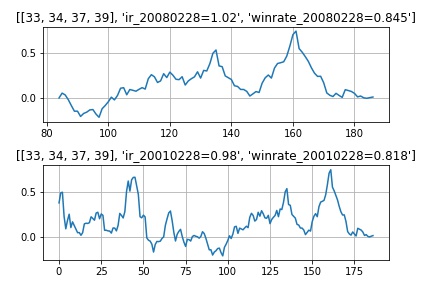 [[33, 34, 37, 39], 'ir_20080228=1.02', 'winrate_20080228=0.845']
0.5
0.0
80 100 120 140 160 180
[[33, 34, 37, 39], 'ir_20010228=0.98', 'winrate_20010228=0.818']
0.5
0.0
0 25 50 75 100 125 150 175